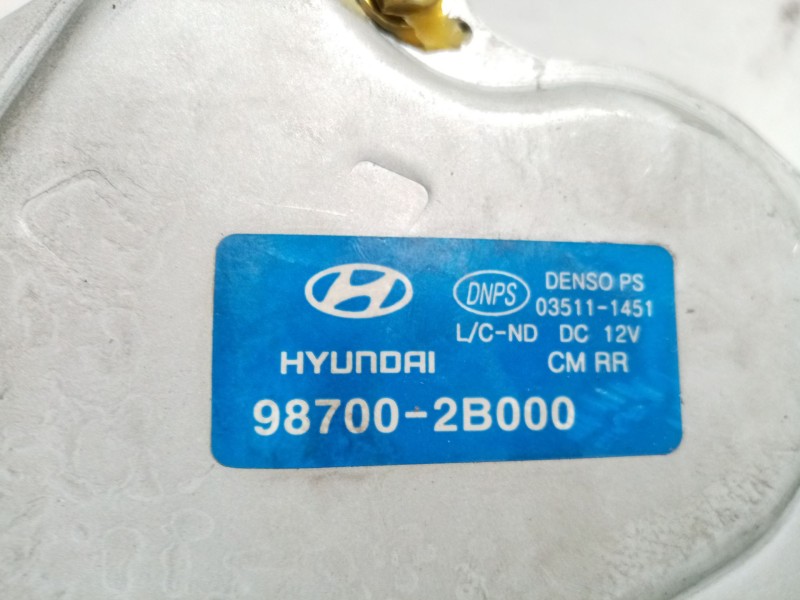 DNPS
DENSO PS
03511-1451
L/C-ND DC 12V
HYUNDAI
CM RR
98700-2B000